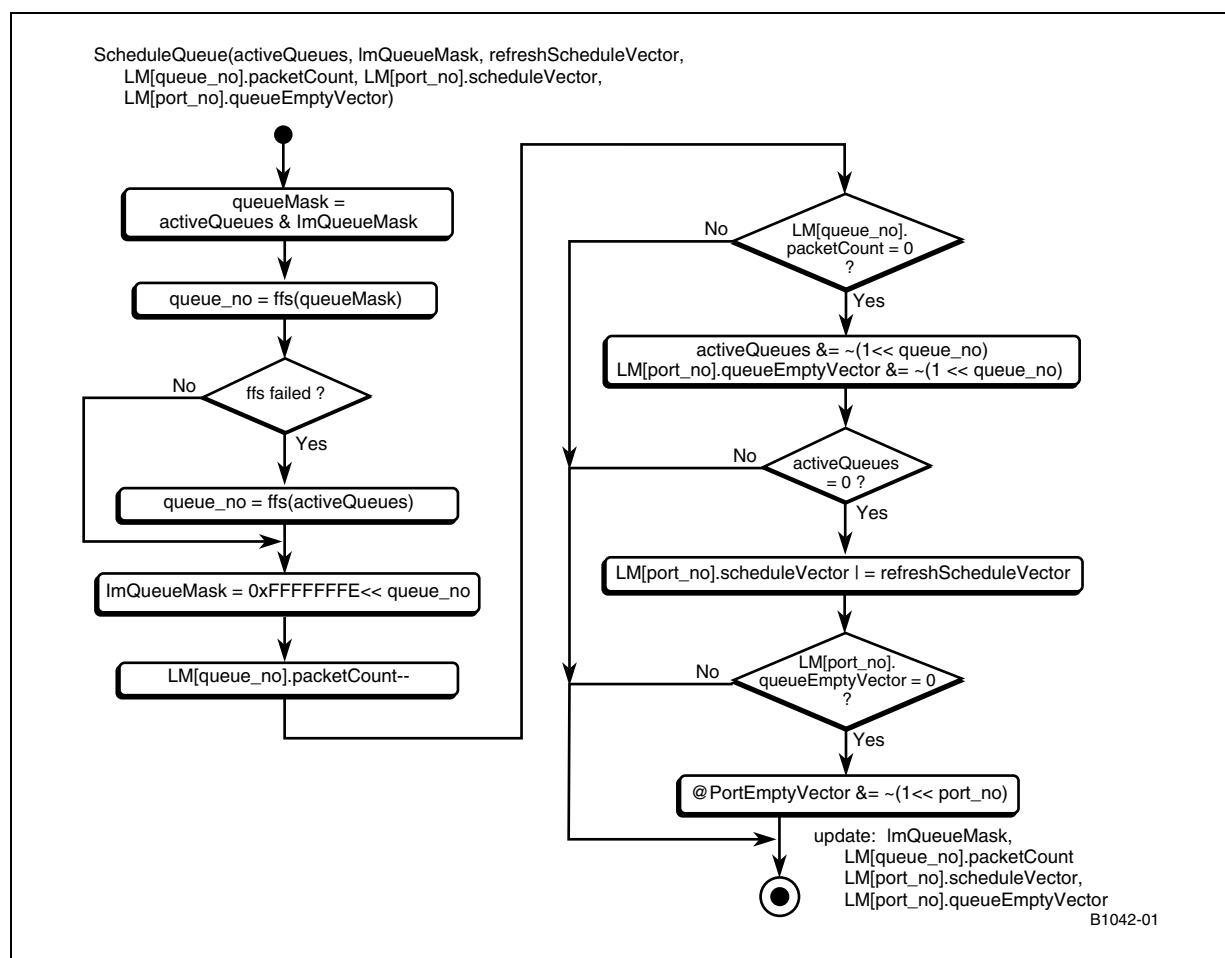 ScheduleQueue(activeQueues, lmQueueMask, refreshScheduleVector,
LM[queue_no].packetCount, LM[port_no].scheduleVector,
LM[port_no].queueEmptyVector)
queueMask =
activeQueues & lmQueueMask
queue_no = ffs(queueMask)
No
ffs failed ?
Yes
queue_no = ffs(activeQueues)
lmQueueMask = 0xFFFFFFFE<< queue_no
LM[queue_no].packetCount--
No
LM[queue_no].
packetCount = 0
?
Yes
activeQueues &= ~(1<< queue_no)
LM[port_no].queueEmptyVector &= ~(1 << queue_no)
No
activeQueues
= 0 ?
Yes
LM[port_no].scheduleVector | = refreshScheduleVector
No
LM[port_no].
queueEmptyVector = 0
?
Yes
@PortEmptyVector &= ~(1<< port_no)
update: lmQueueMask,
LM[queue_no].packetCount
LM[port_no].scheduleVector,
LM[port_no].queueEmptyVector
B1042-01